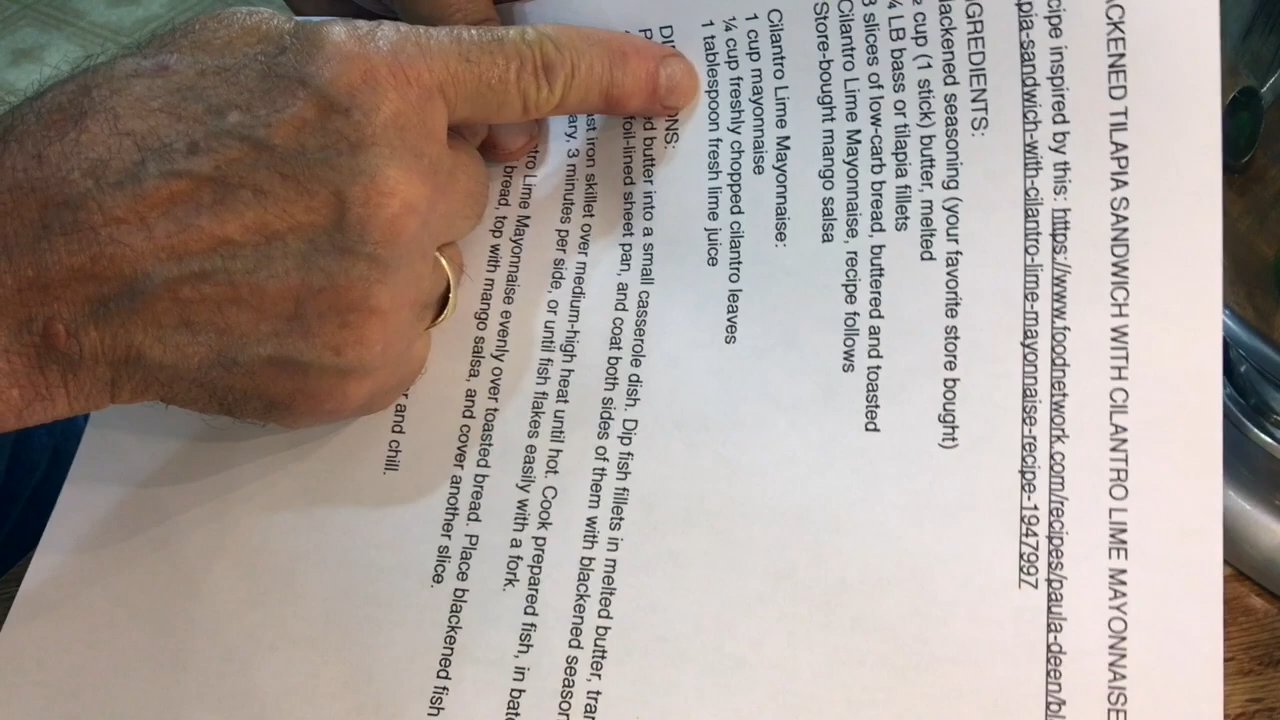 ACKENED TILAPIA SANDWICH WITH CILANTRO LIME MAYONNAISE
cipe inspired by this: https://www.foodnetwork.com/recipes/paula-deen/bl
pia-sandwich-with-cilantro-lime-mayonnaise-recipe-1947997
GREDIENTS:
lackened seasoning (your favorite store bought)
cup (1 stick) butter, melted
LB bass or tilapia fillets
8 slices of low-carb bread, buttered and toasted
Cilantro Lime Mayonnaise, recipe follows
Store-bought mango salsa
Cilantro Lime Mayonnaise:
1 cup mayonnaise
¼ cup freshly chopped cilantro leaves
1 tablespoon fresh lime juice
DI NS:
P ed butter into a small casserole dish. Dip fish fillets in melted butter, tran
foil-lined sheet pan, and coat both sides of them with blackened season
st iron skillet over medium-high heat until hot. Cook prepared fish, in batc
ary, 3 minutes per side, or until fish flakes easily with a fork.
tro Lime Mayonnaise evenly over toasted bread. Place blackened fish
bread, top with mango salsa, and cover another slice.
r and chill.